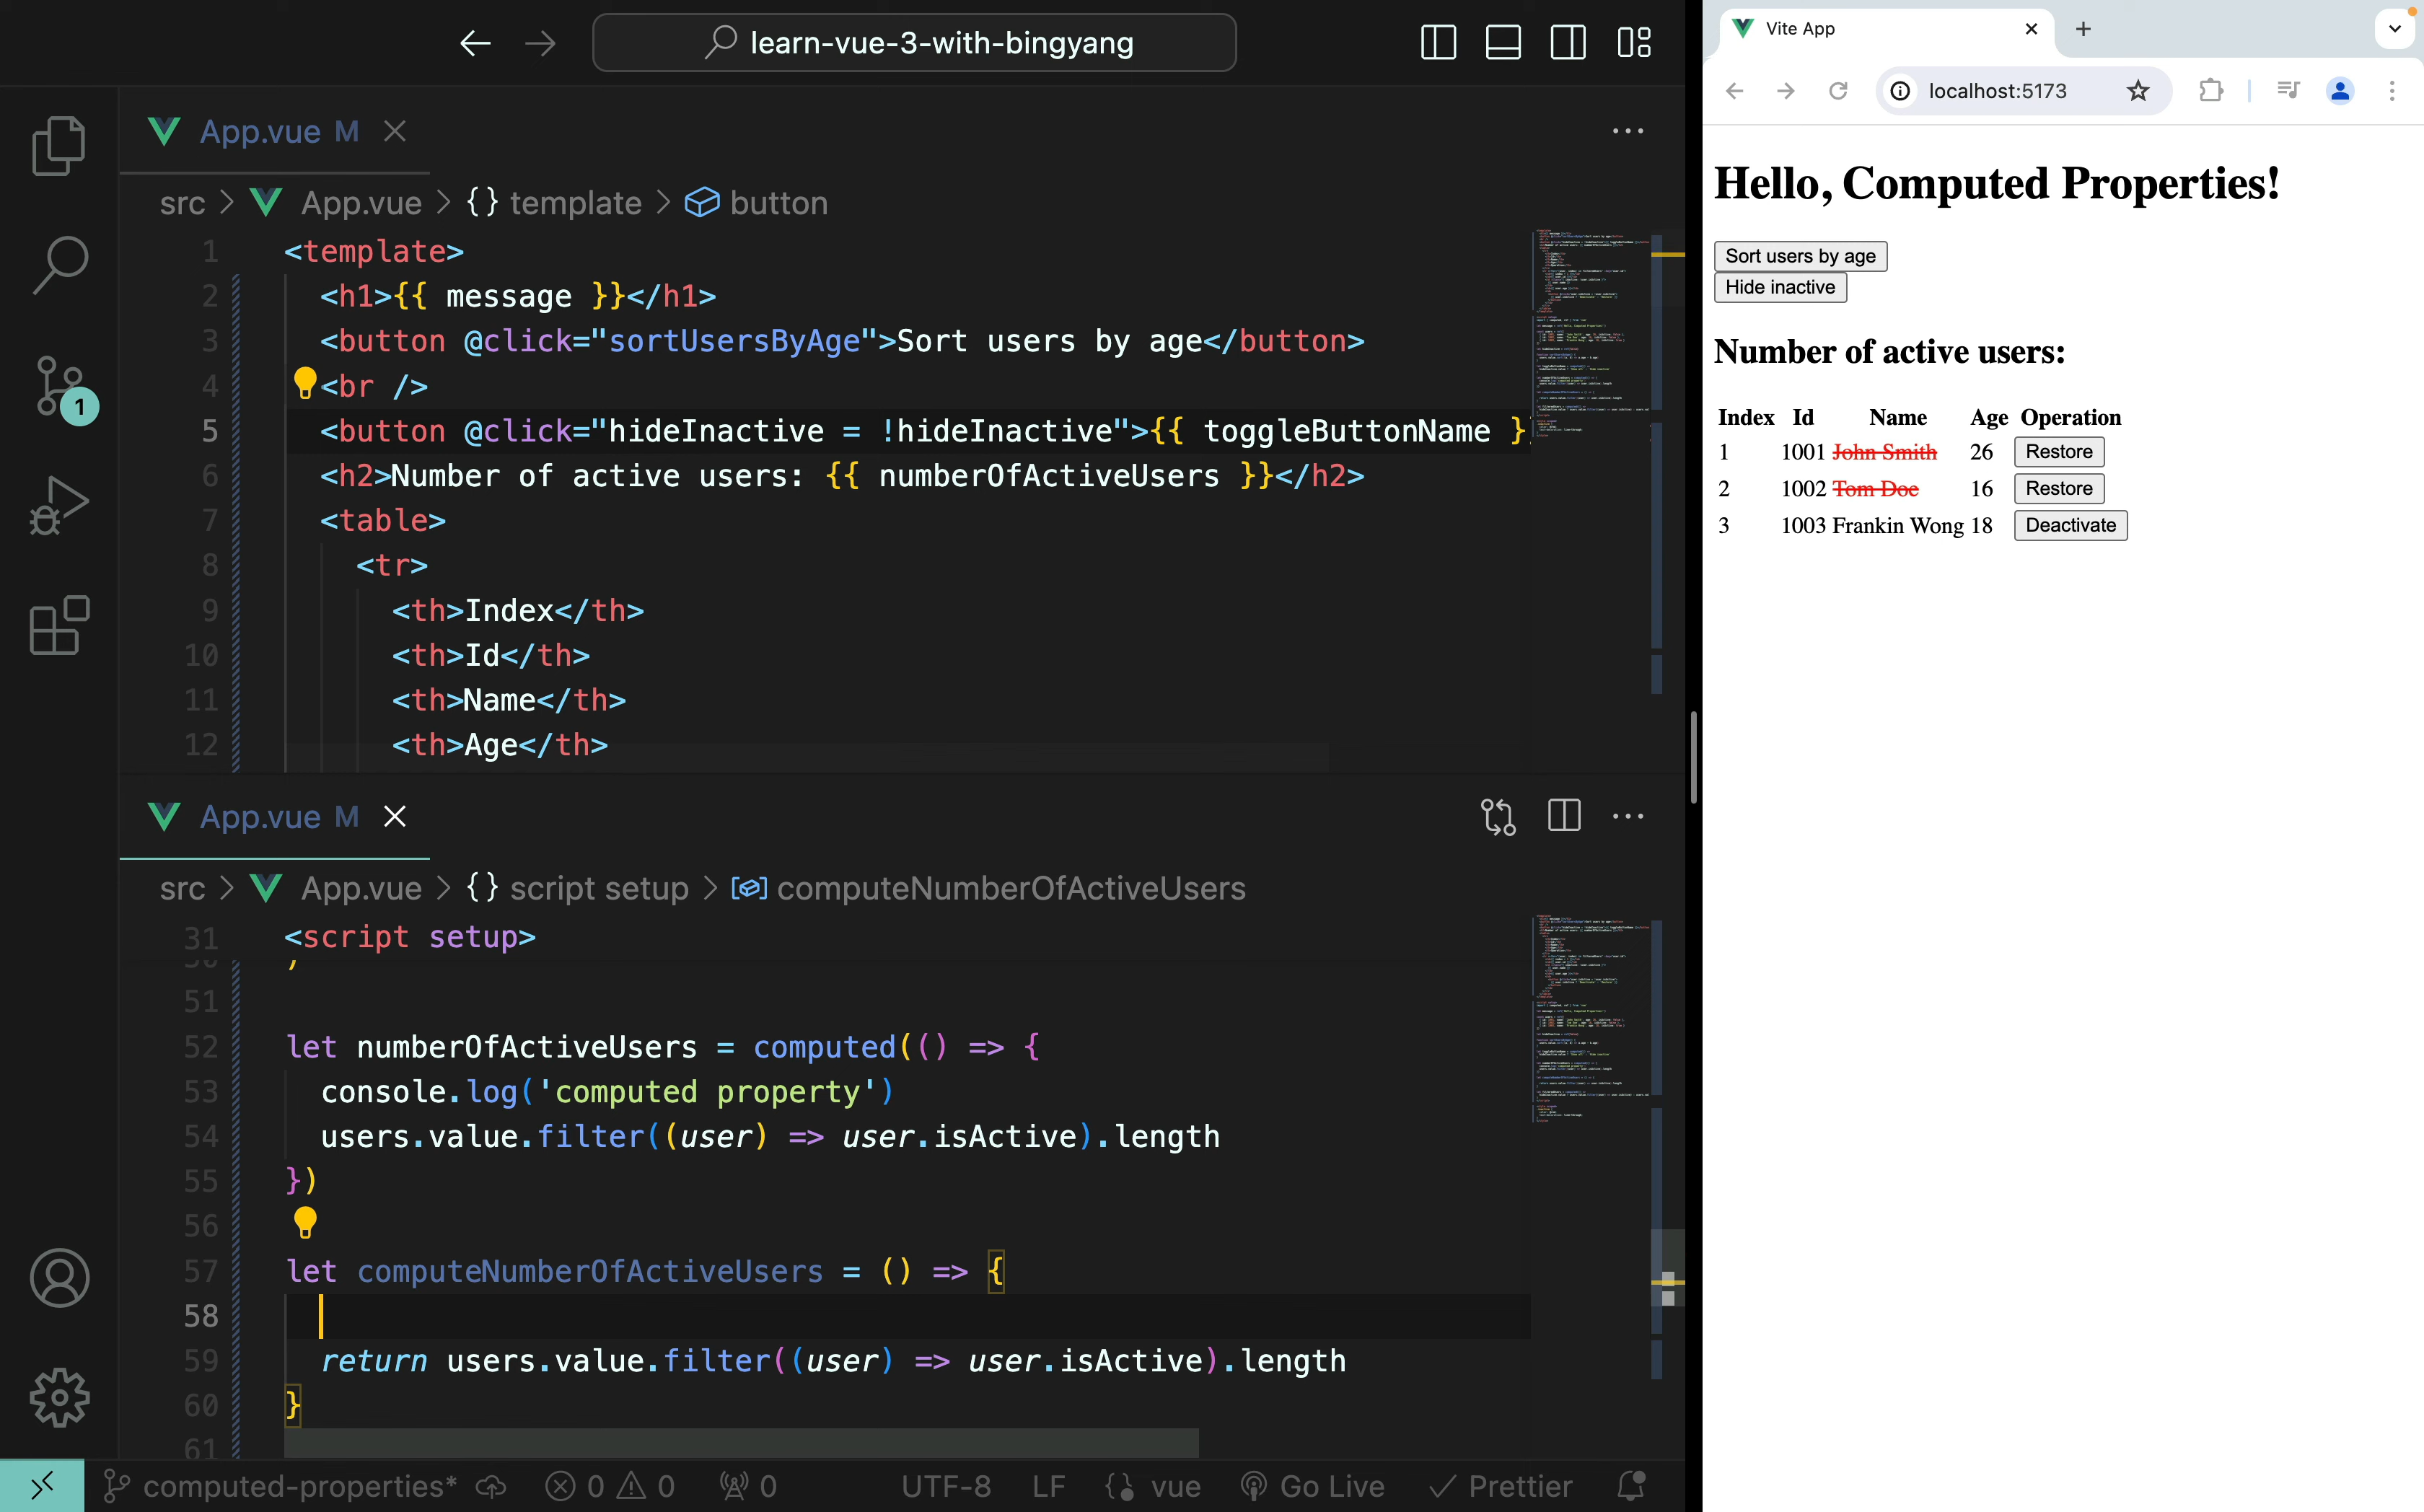 learn-vue-3-with-bingyang
App.vue M
src > App.vue > {} template > button
1 <template>
2 <h1>{{ message }}</h1>
3 <button @click="sortUsersByAge">Sort users by age</button>
4 <br />
5 <button @click="hideInactive = !hideInactive">{{ toggleButtonName }
6 <h2>Number of active users: {{ numberOfActiveUsers }}</h2>
7 <table>
8 <tr>
9 <th>Index</th>
10 <th>Id</th>
11 <th>Name</th>
12 <th>Age</th>
App.vue M
src > App.vue > {} script setup > computeNumberOfActiveUsers
31 <script setup>
51
52 let numberOfActiveUsers = computed(() => {
53 console.log('computed property')
54 users.value.filter((user) => user.isActive).length
55 })
56
57 let computeNumberOfActiveUsers = () => {
58
59 return users.value.filter((user) => user.isActive).length
60 }
61
1
computed-properties* 0 0 0 UTF-8 LF {} vue Go Live Prettier
Vite App
localhost:5173
Hello, Computed Properties!
Sort users by age
Hide inactive
Number of active users:
Index Id Name Age Operation
1 1001 John Smith 26 Restore
2 1002 Tom Doe 16 Restore
3 1003 Frankin Wong 18 Deactivate